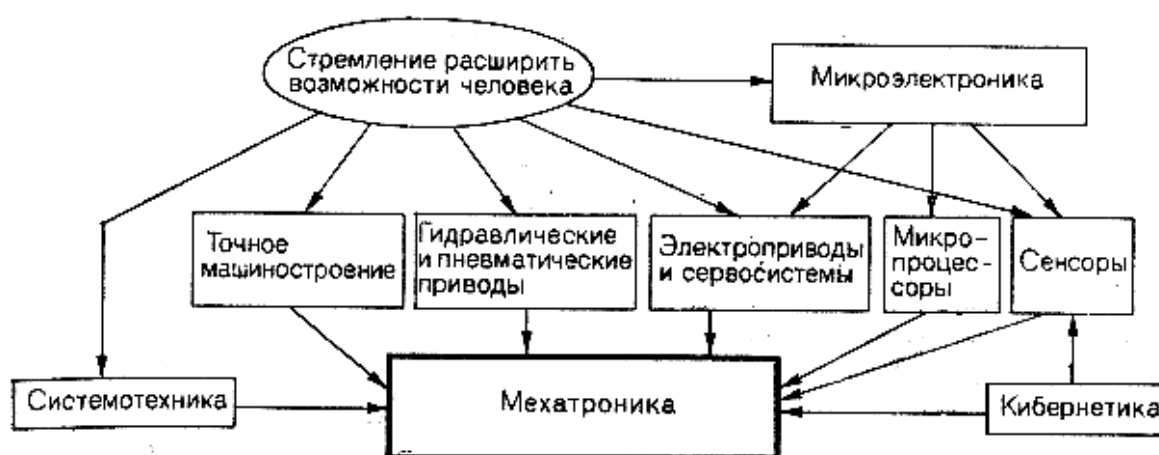 Стремление расширить
возможности человека
Микроэлектроника
Точное
машиностроение
Гидравлические
и пневматические
приводы
Электроприводы
и сервосистемы
Микро-
процес-
соры
Сенсоры
Системотехника
Мехатроника
Кибернетика